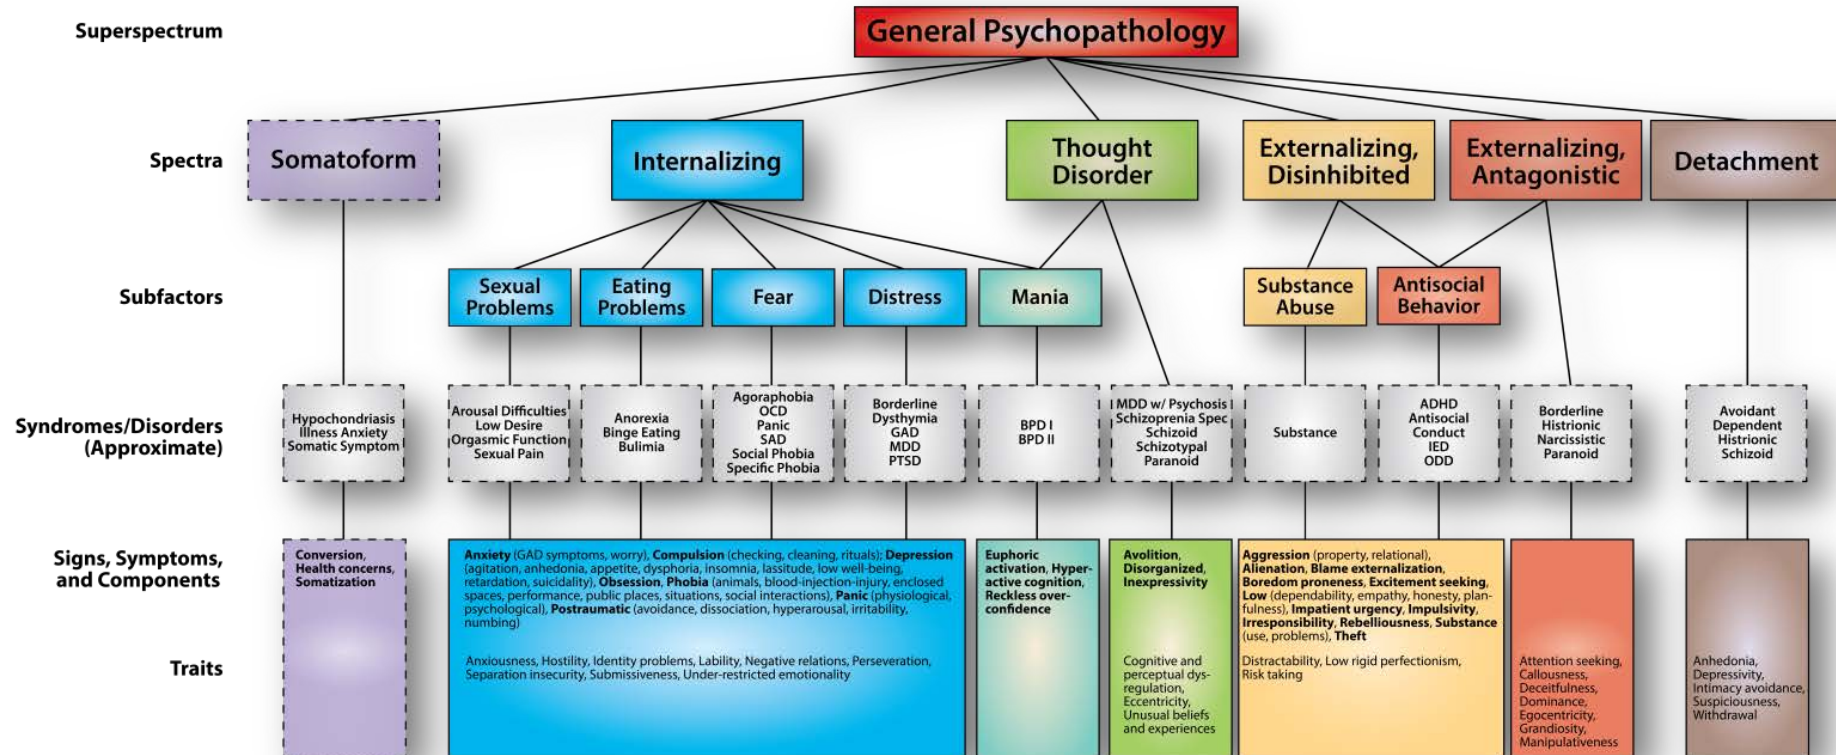 Superspectrum
General Psychopathology
Spectra
Somatoform
Internalizing
Thought
Disorder
Externalizing,
Disinhibited
Externalizing,
Antagonistic
Detachment
Subfactors
Sexual
Problems
Eating
Problems
Fear
Distress
Mania
Substance
Abuse
Antisocial
Behavior
Syndromes/Disorders
(Approximate)
Hypochondriasis
Illness Anxiety
Somatic Symptom
Arousal Difficulties
Low Desire
Orgasmic Function
Sexual Pain
Anorexia
Binge Eating
Bulimia
Agoraphobia
OCD
Panic
SAD
Social Phobia
Specific Phobia
Borderline
Dysthymia
GAD
MDD
PTSD
BPD I
BPD II
MDD w/ Psychosis
Schizoprenia Spec
Schizoid
Schizotypal
Paranoid
Substance
ADHD
Antisocial
Conduct
IED
ODD
Borderline
Histrionic
Narcissistic
Paranoid
Avoidant
Dependent
Histrionic
Schizoid
Signs, Symptoms,
and Components
Conversion,
Health concerns,
Somatization
Anxiety (GAD symptoms, worry), Compulsion (checking, cleaning, rituals); Depression
(agitation, anhedonia, appetite, dysphoria, insomnia, lassitude, low well-being,
retardation, suicidality), Obsession, Phobia (animals, blood-injection-injury, enclosed
spaces, performance, public places, situations, social interactions), Panic (physiological,
psychological), Postraumatic (avoidance, dissociation, hyperarousal, irritability,
numbing)
Euphoric
activation, Hyper-
active cognition,
Reckless over-
confidence
Avolition,
Disorganized,
Inexpressivity
Aggression (property, relational),
Alienation, Blame externalization,
Boredom proneness, Excitement seeking,
Low (dependability, empathy, honesty, plan-
fulness), Impatient urgency, Impulsivity,
Irresponsibility, Rebelliousness, Substance
(use, problems), Theft
Traits
Anxiousness, Hostility, Identity problems, Lability, Negative relations, Perseveration,
Separation insecurity, Submissiveness, Under-restricted emotionality
Cognitive and
perceptual dys-
regulation,
Eccentricity,
Unusual beliefs
and experiences
Distractability, Low rigid perfectionism,
Risk taking
Attention seeking,
Callousness,
Deceitfulness,
Dominance,
Egocentricity,
Grandiosity,
Manipulativeness
Anhedonia,
Depressivity,
Intimacy avoidance,
Suspiciousness,
Withdrawal